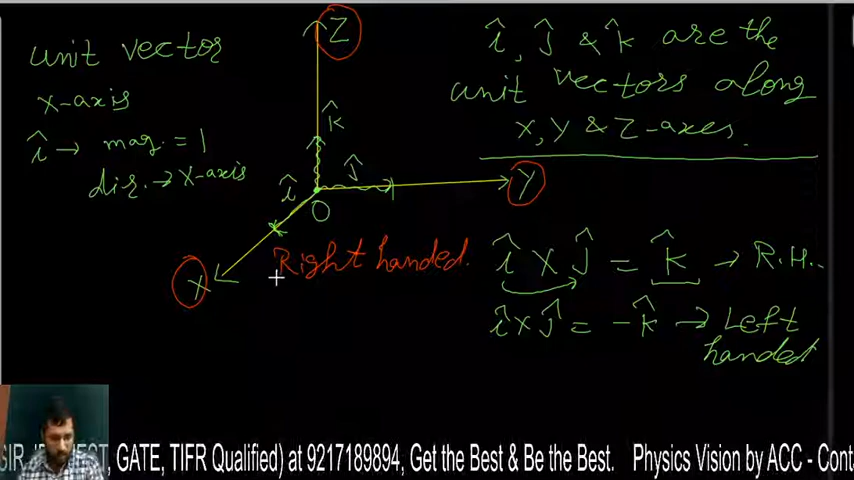 unit vector
x-axis
î → mag. = 1
dir. → x-axis
Z
k̂
ĵ
Y
î
O
X
Right handed.
î, ĵ & k̂ are the
unit vectors along
x, y & z-axes.
î × ĵ = k̂ → R.H..
î × ĵ = -k̂ → Left
handed
SIR, GATE, TIFR Qualified) at 9217189894, Get the Best & Be the Best. Physics Vision by ACC - Cont